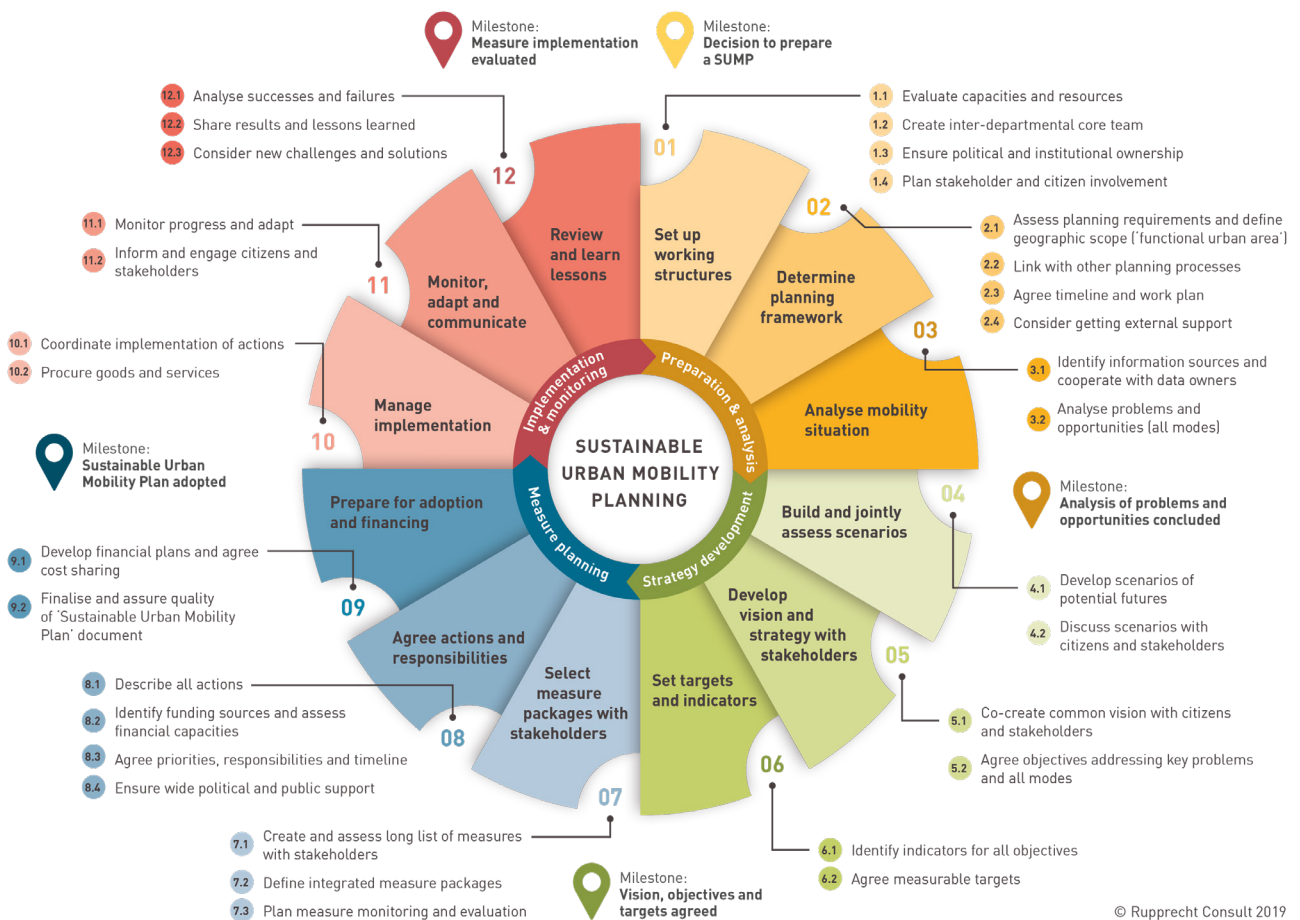 Milestone:
Measure implementation
evaluated
Milestone:
Decision to prepare
a SUMP
12.1 Analyse successes and failures
12.2 Share results and lessons learned
12.3 Consider new challenges and solutions
1.1 Evaluate capacities and resources
1.2 Create inter-departmental core team
1.3 Ensure political and institutional ownership
1.4 Plan stakeholder and citizen involvement
01
Set up
working
structures
02
Determine
planning
framework
2.1 Assess planning requirements and define
geographic scope (‘functional urban area’)
2.2 Link with other planning processes
2.3 Agree timeline and work plan
2.4 Consider getting external support
03
Analyse mobility
situation
3.1 Identify information sources and
cooperate with data owners
3.2 Analyse problems and
opportunities (all modes)
Milestone:
Analysis of problems and
opportunities concluded
04
Build and jointly
assess scenarios
4.1 Develop scenarios of
potential futures
4.2 Discuss scenarios with
citizens and stakeholders
05
Develop
vision and
strategy with
stakeholders
5.1 Co-create common vision with citizens
and stakeholders
5.2 Agree objectives addressing key problems
and all modes
06
Set targets
and indicators
6.1 Identify indicators for all objectives
6.2 Agree measurable targets
Milestone:
Vision, objectives and
targets agreed
07
Select
measure
packages with
stakeholders
7.1 Create and assess long list of measures
with stakeholders
7.2 Define integrated measure packages
7.3 Plan measure monitoring and evaluation
08
Agree actions and
responsibilities
8.1 Describe all actions
8.2 Identify funding sources and assess
financial capacities
8.3 Agree priorities, responsibilities and timeline
8.4 Ensure wide political and public support
09
Prepare for adoption
and financing
9.1 Develop financial plans and agree
cost sharing
9.2 Finalise and assure quality
of ‘Sustainable Urban Mobility
Plan’ document
Milestone:
Sustainable Urban
Mobility Plan adopted
10
Manage
implementation
10.1 Coordinate implementation of actions
10.2 Procure goods and services
11
Monitor,
adapt and
communicate
11.1 Monitor progress and adapt
11.2 Inform and engage citizens and
stakeholders
12
Review
and learn
lessons
Preparation & analysis
Strategy development
Measure planning
Implementation
& monitoring
SUSTAINABLE
URBAN MOBILITY
PLANNING
© Rupprecht Consult 2019